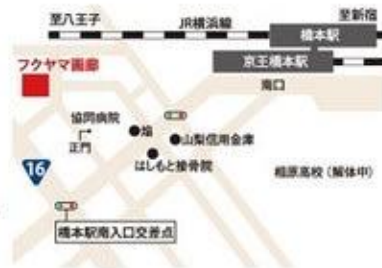 至八王子
JR横浜線
至新宿
橋本駅
京王橋本駅
フクヤマ画廊
南口
協同病院
正門
焔
山梨信用金庫
はしもと接骨院
相原高校(解体中)
16
橋本駅南入口交差点